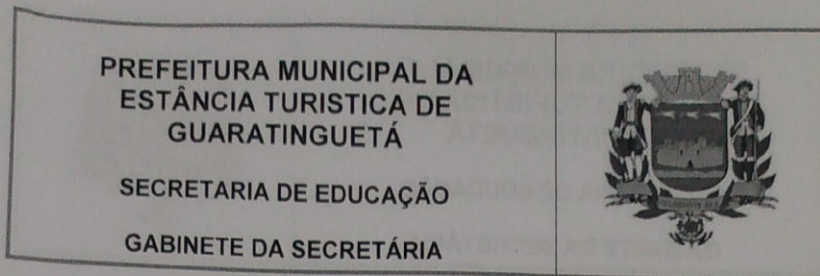 PREFEITURA MUNICIPAL DA
ESTÂNCIA TURISTICA DE
GUARATINGUETÁ
SECRETARIA DE EDUCAÇÃO
GABINETE DA SECRETÁRIA